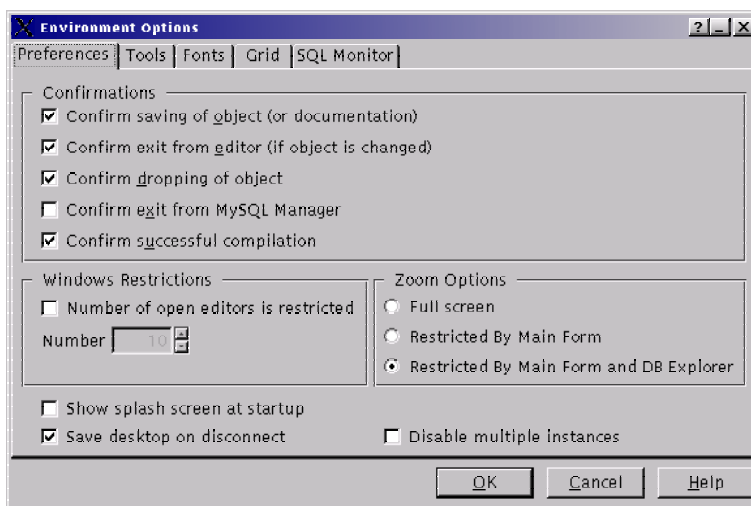 Environment Options
Preferences Tools Fonts Grid SQL Monitor
Confirmations
Confirm saving of object (or documentation)
Confirm exit from editor (if object is changed)
Confirm dropping of object
Confirm exit from MySQL Manager
Confirm successful compilation
Windows Restrictions
Number of open editors is restricted
Number 10
Zoom Options
Full screen
Restricted By Main Form
Restricted By Main Form and DB Explorer
Show splash screen at startup
Save desktop on disconnect
Disable multiple instances
OK Cancel Help